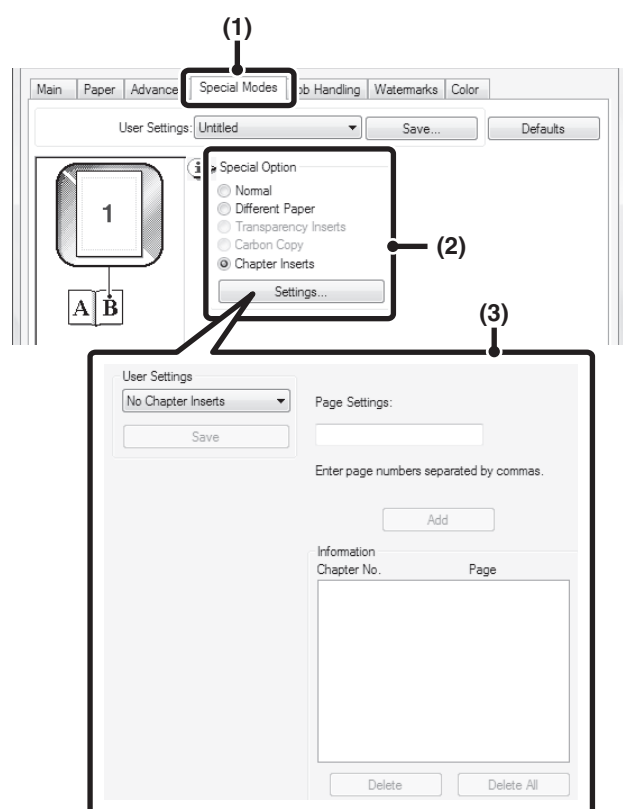 (1)
Main Paper Advance Special Modes ob Handling Watermarks Color
User Settings: Untitled Save... Defaults
Special Option
Normal
1
Different Paper
Transparency Inserts
Carbon Copy
(2)
Chapter Inserts
Settings...
A B
(3)
User Settings
No Chapter Inserts
Page Settings:
Save
Enter page numbers separated by commas.
Add
Information
Chapter No. Page
Delete Delete All